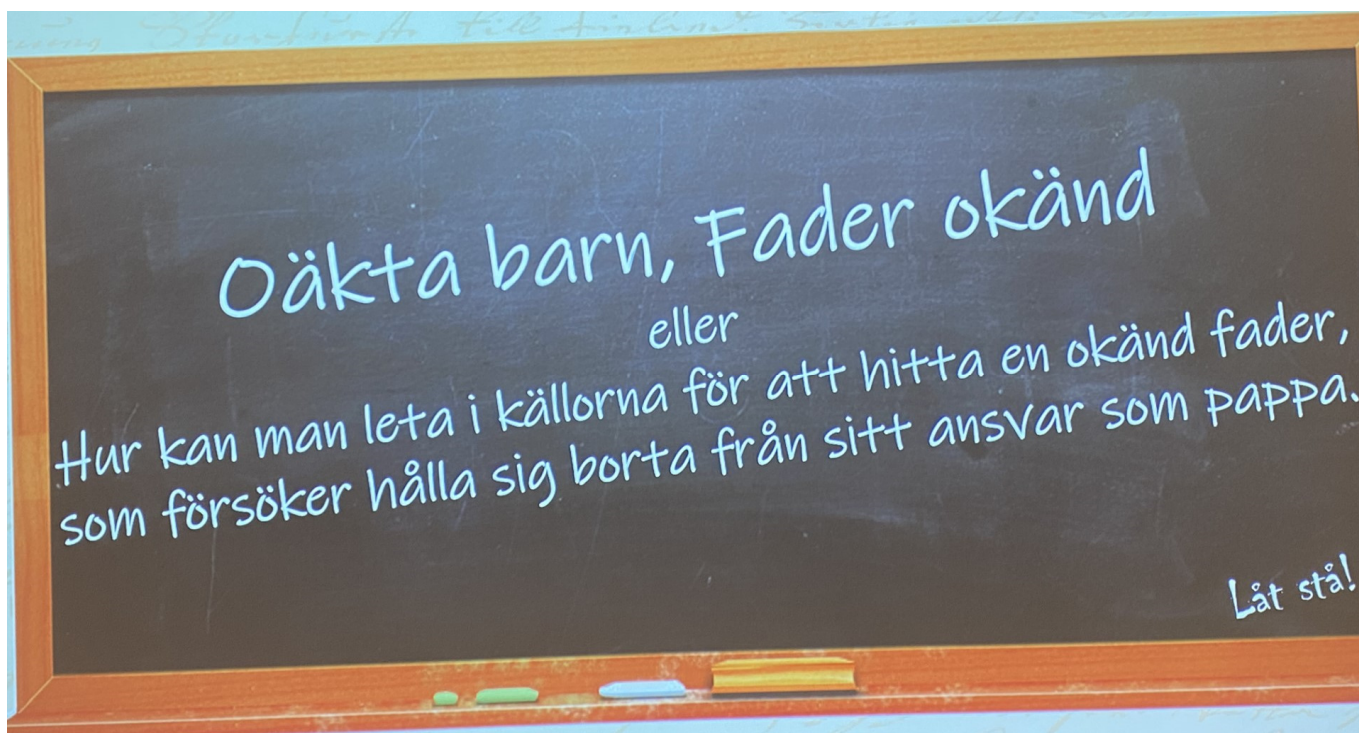 Oäkta barn, Fader okänd
eller
Hur kan man leta i källorna för att hitta en okänd fader,
som försöker hålla sig borta från sitt ansvar som pappa.
Låt stå!